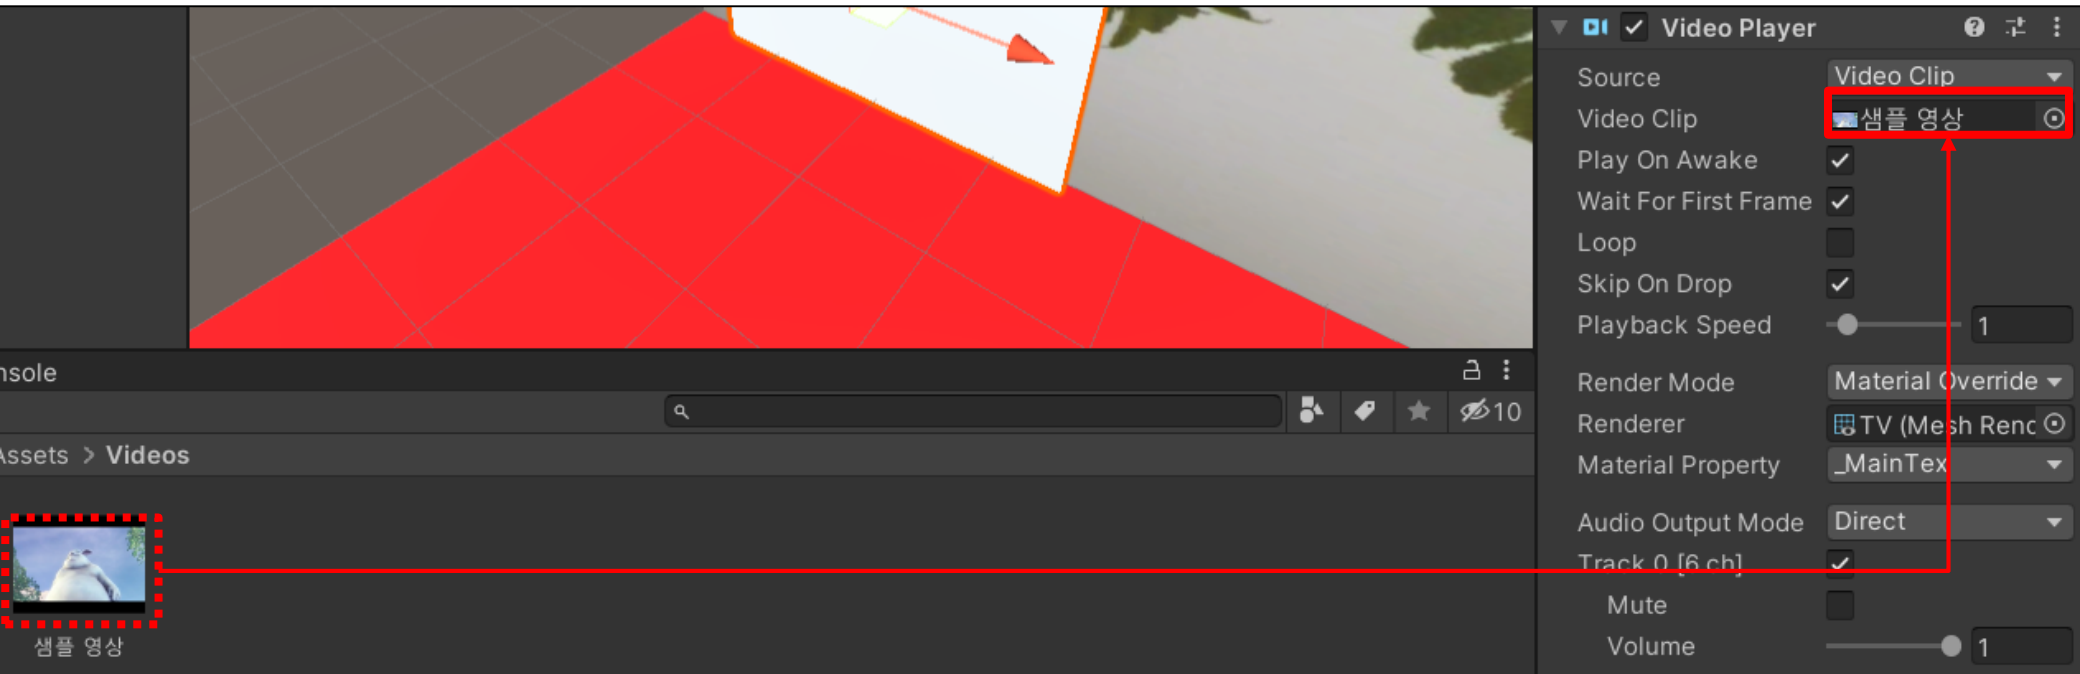 Video Player
Source Video Clip
Video Clip 샘플 영상
Play On Awake
Wait For First Frame
Loop
Skip On Drop
Playback Speed 1
nsole
Render Mode Material Override
10
Renderer TV (Mesh Renc
Assets > Videos
Material Property _MainTex
Audio Output Mode Direct
Track 0 [6 ch]
Mute
샘플 영상
Volume 1